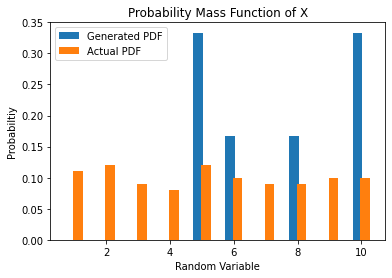 Probability Mass Function of X
0.35
0.30
0.25
0.20
0.15
0.10
0.05
0.00
Probabiltiy
Generated PDF
Actual PDF
2
4
6
8
10
Random Variable